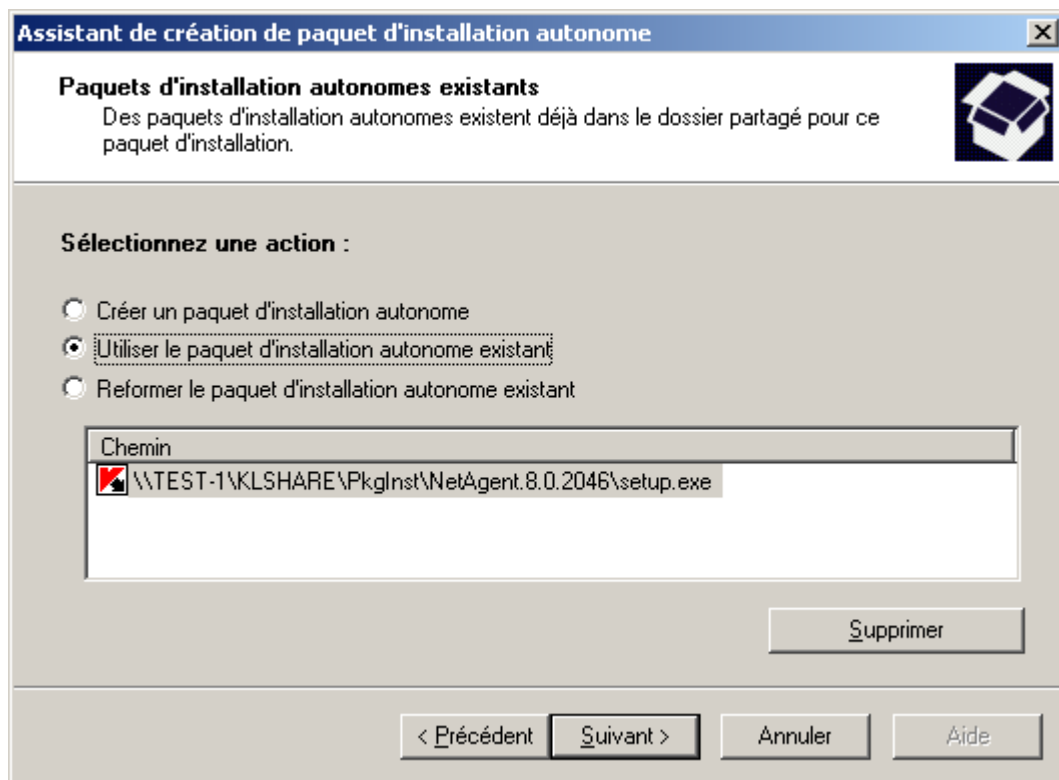 Assistant de création de paquet d'installation autonome
Paquets d'installation autonomes existants
Des paquets d'installation autonomes existent déjà dans le dossier partagé pour ce
paquet d'installation.
Sélectionnez une action :
Créer un paquet d'installation autonome
Utiliser le paquet d'installation autonome existant
Reformer le paquet d'installation autonome existant
Chemin
\\TEST-1\KLSHARE\PkgInst\NetAgent.8.0.2046\setup.exe
Supprimer
< Précédent Suivant > Annuler Aide